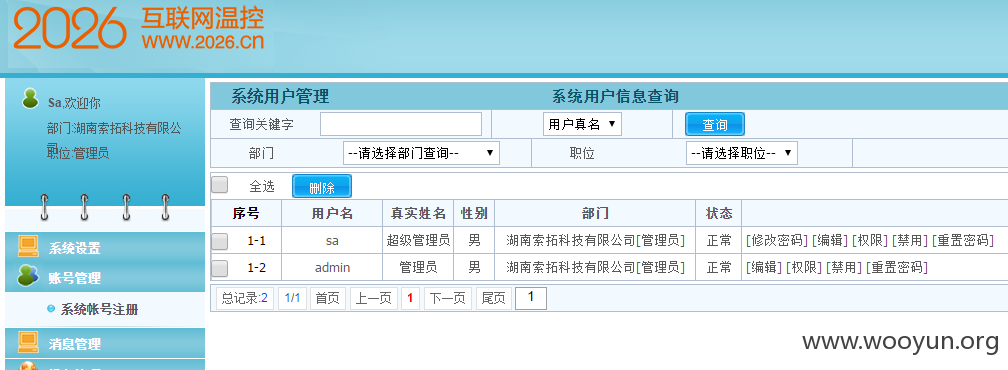 2026 互联网温控
www.2026.cn
Sa,欢迎你
部门:湖南索拓科技有限公司
职位:管理员
系统设置
账号管理
系统帐号注册
消息管理
系统用户管理 系统用户信息查询
查询关键字 用户真名 查询
部门 --请选择部门查询-- 职位 --请选择职位--
全选 删除
序号 用户名 真实姓名 性别 部门 状态
1-1 sa 超级管理员 男 湖南索拓科技有限公司[管理员] 正常 [修改密码] [编辑] [权限] [禁用] [重置密码]
1-2 admin 管理员 男 湖南索拓科技有限公司[管理员] 正常 [编辑] [权限] [禁用] [重置密码]
总记录:2 1/1 首页 上一页 1 下一页 尾页 1
www.wooyun.org